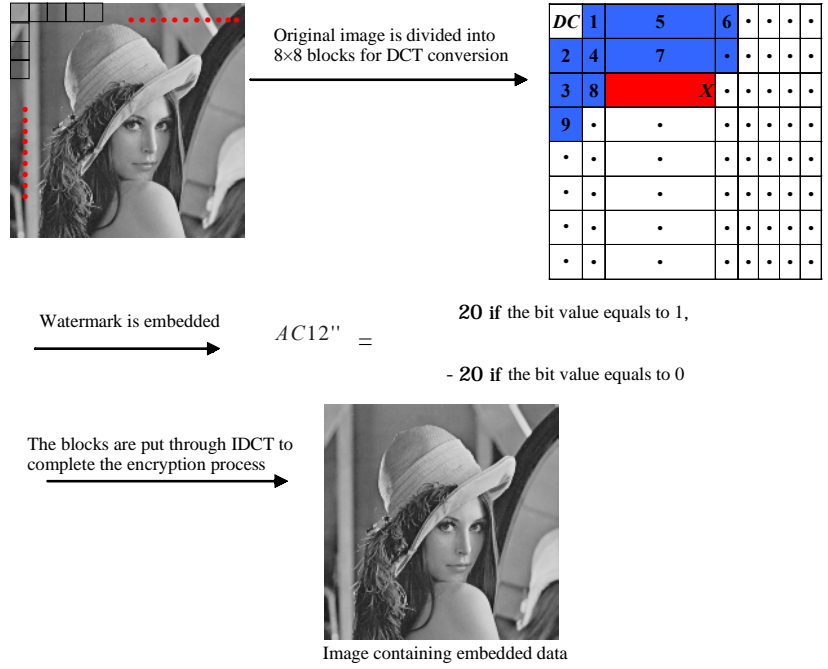 Original image is divided into
8×8 blocks for DCT conversion
DC 1 5 6 • • • •
2 4 7 • • • • •
3 8 X • • • • •
9 • • • • • • •
• • • • • • • •
• • • • • • • •
• • • • • • • •
• • • • • • • •
Watermark is embedded
AC12'' =
20 if the bit value equals to 1,
- 20 if the bit value equals to 0
The blocks are put through IDCT to
complete the encryption process
Image containing embedded data